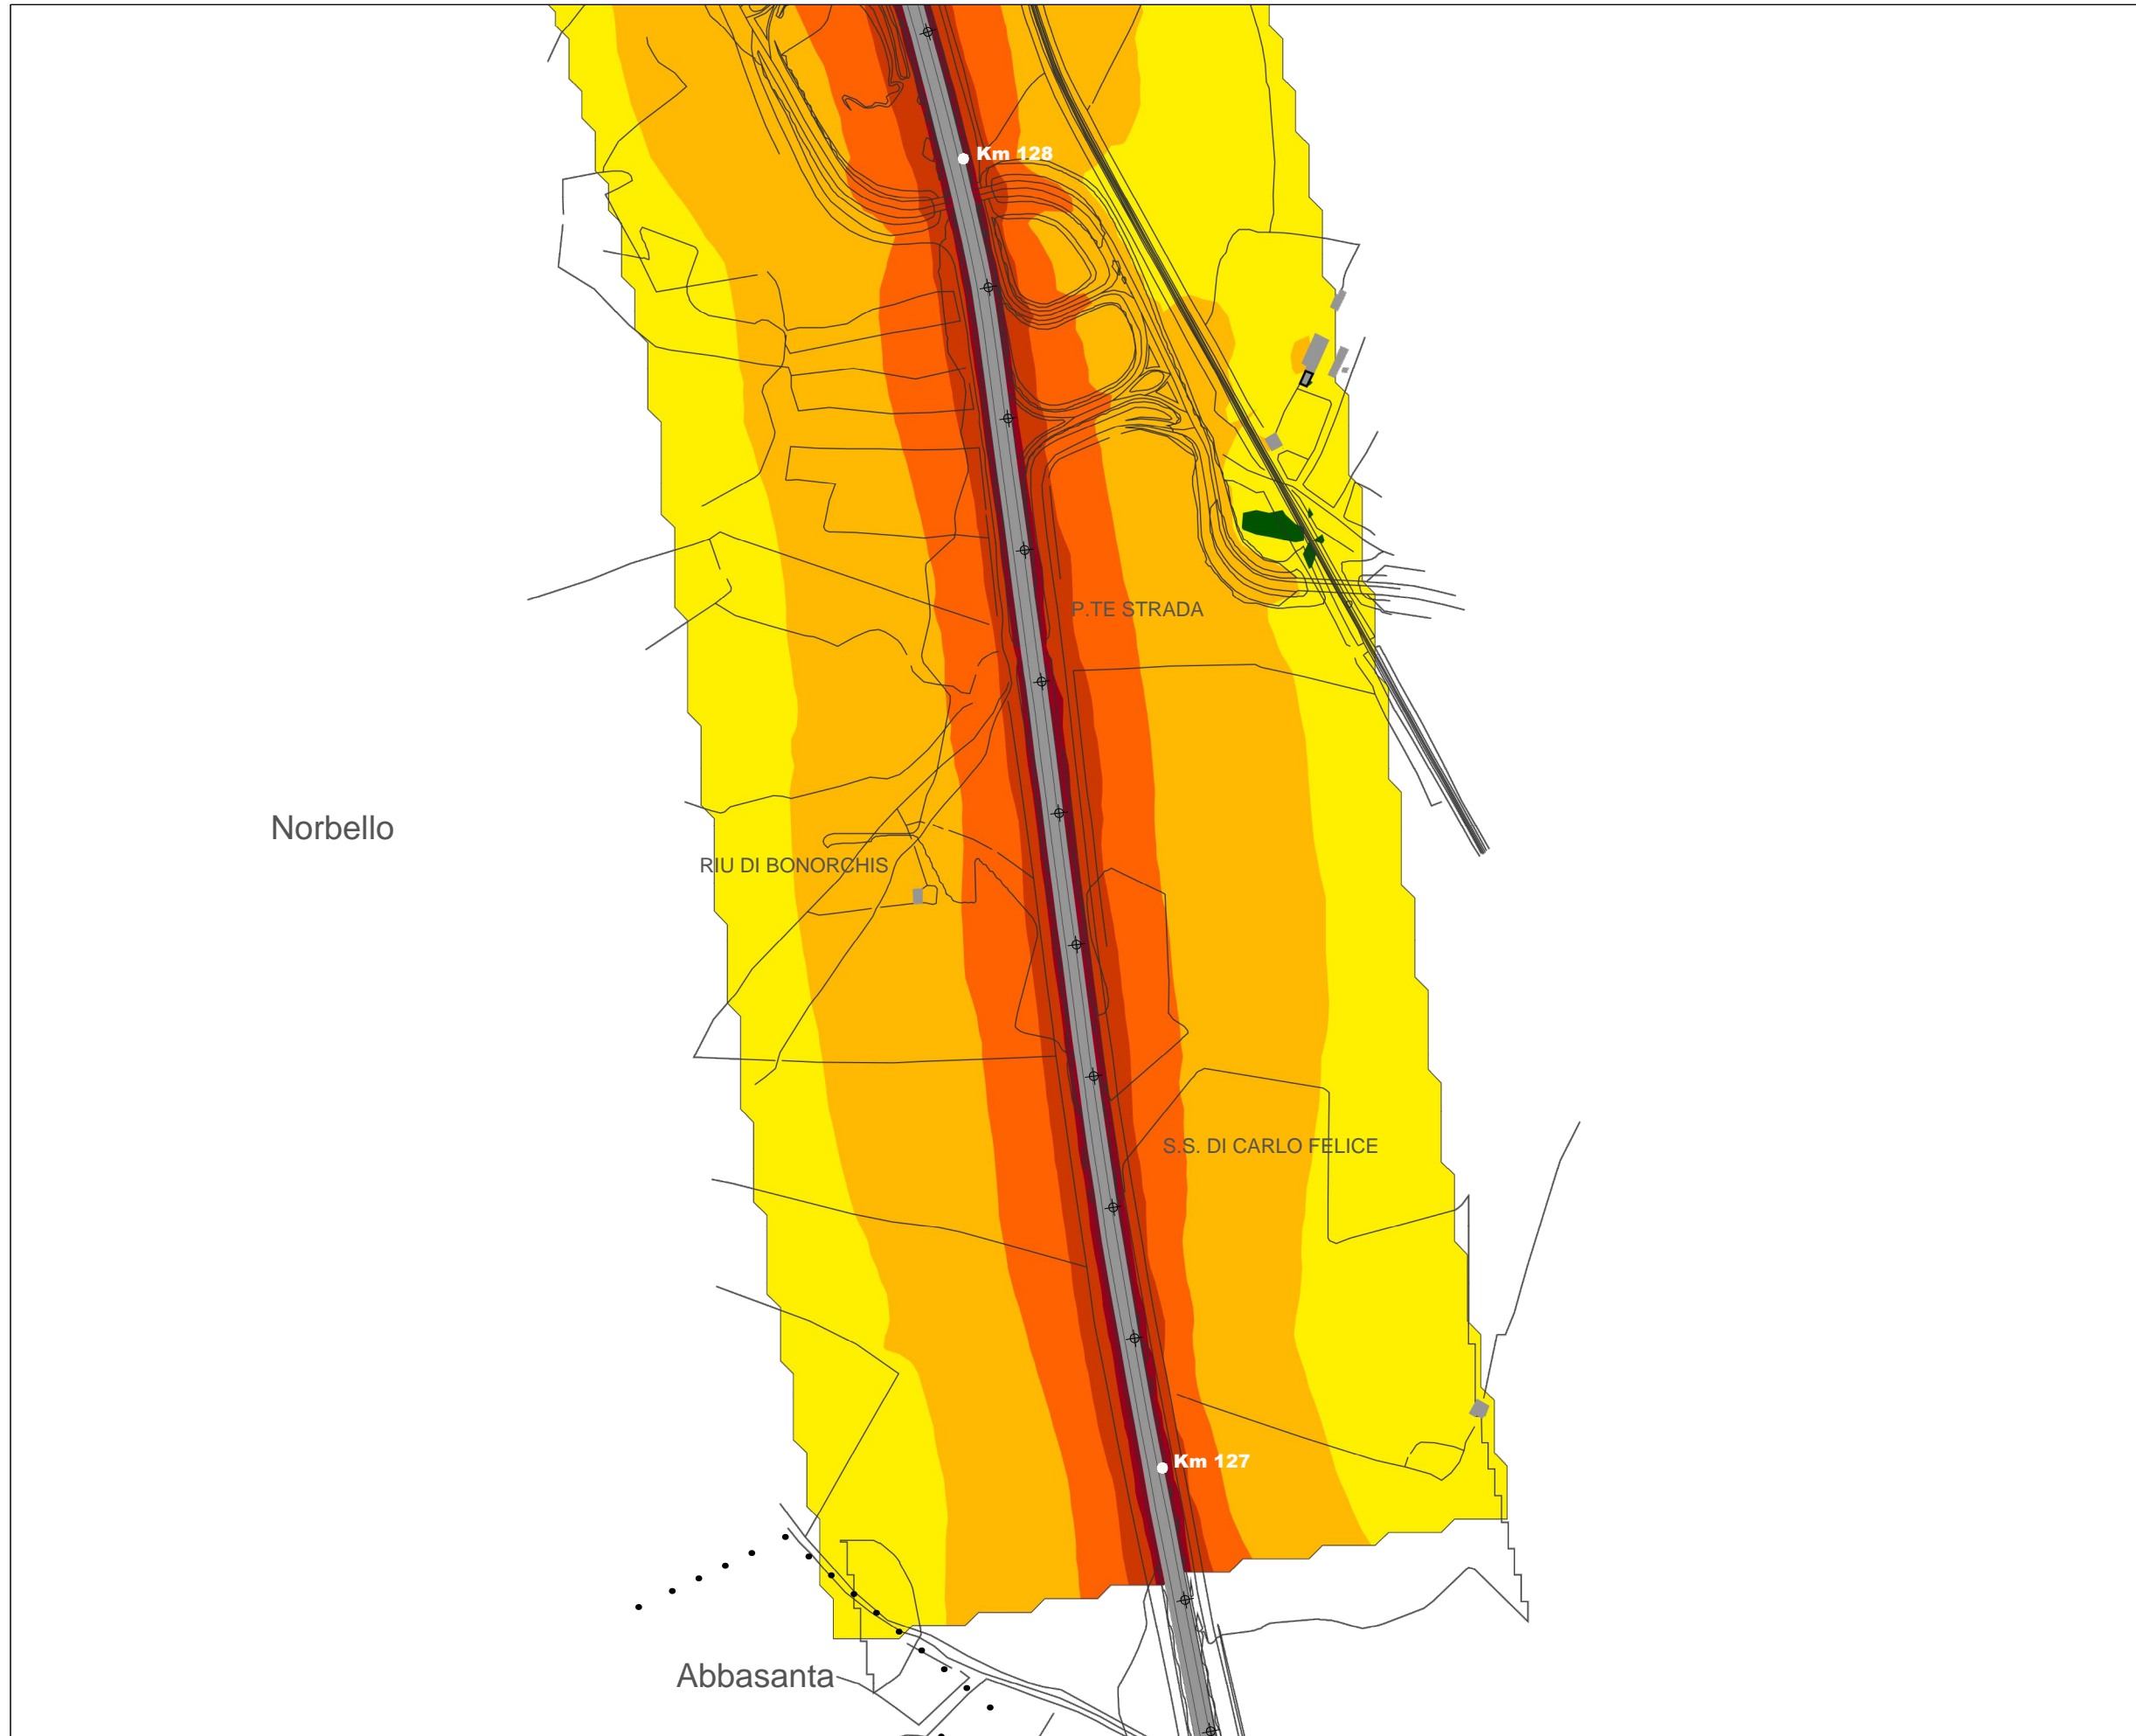 Km 128
P.TE STRADA
Norbello
RIU DI BONORCHIS
S.S. DI CARLO FELICE
Km 127
Abbasanta